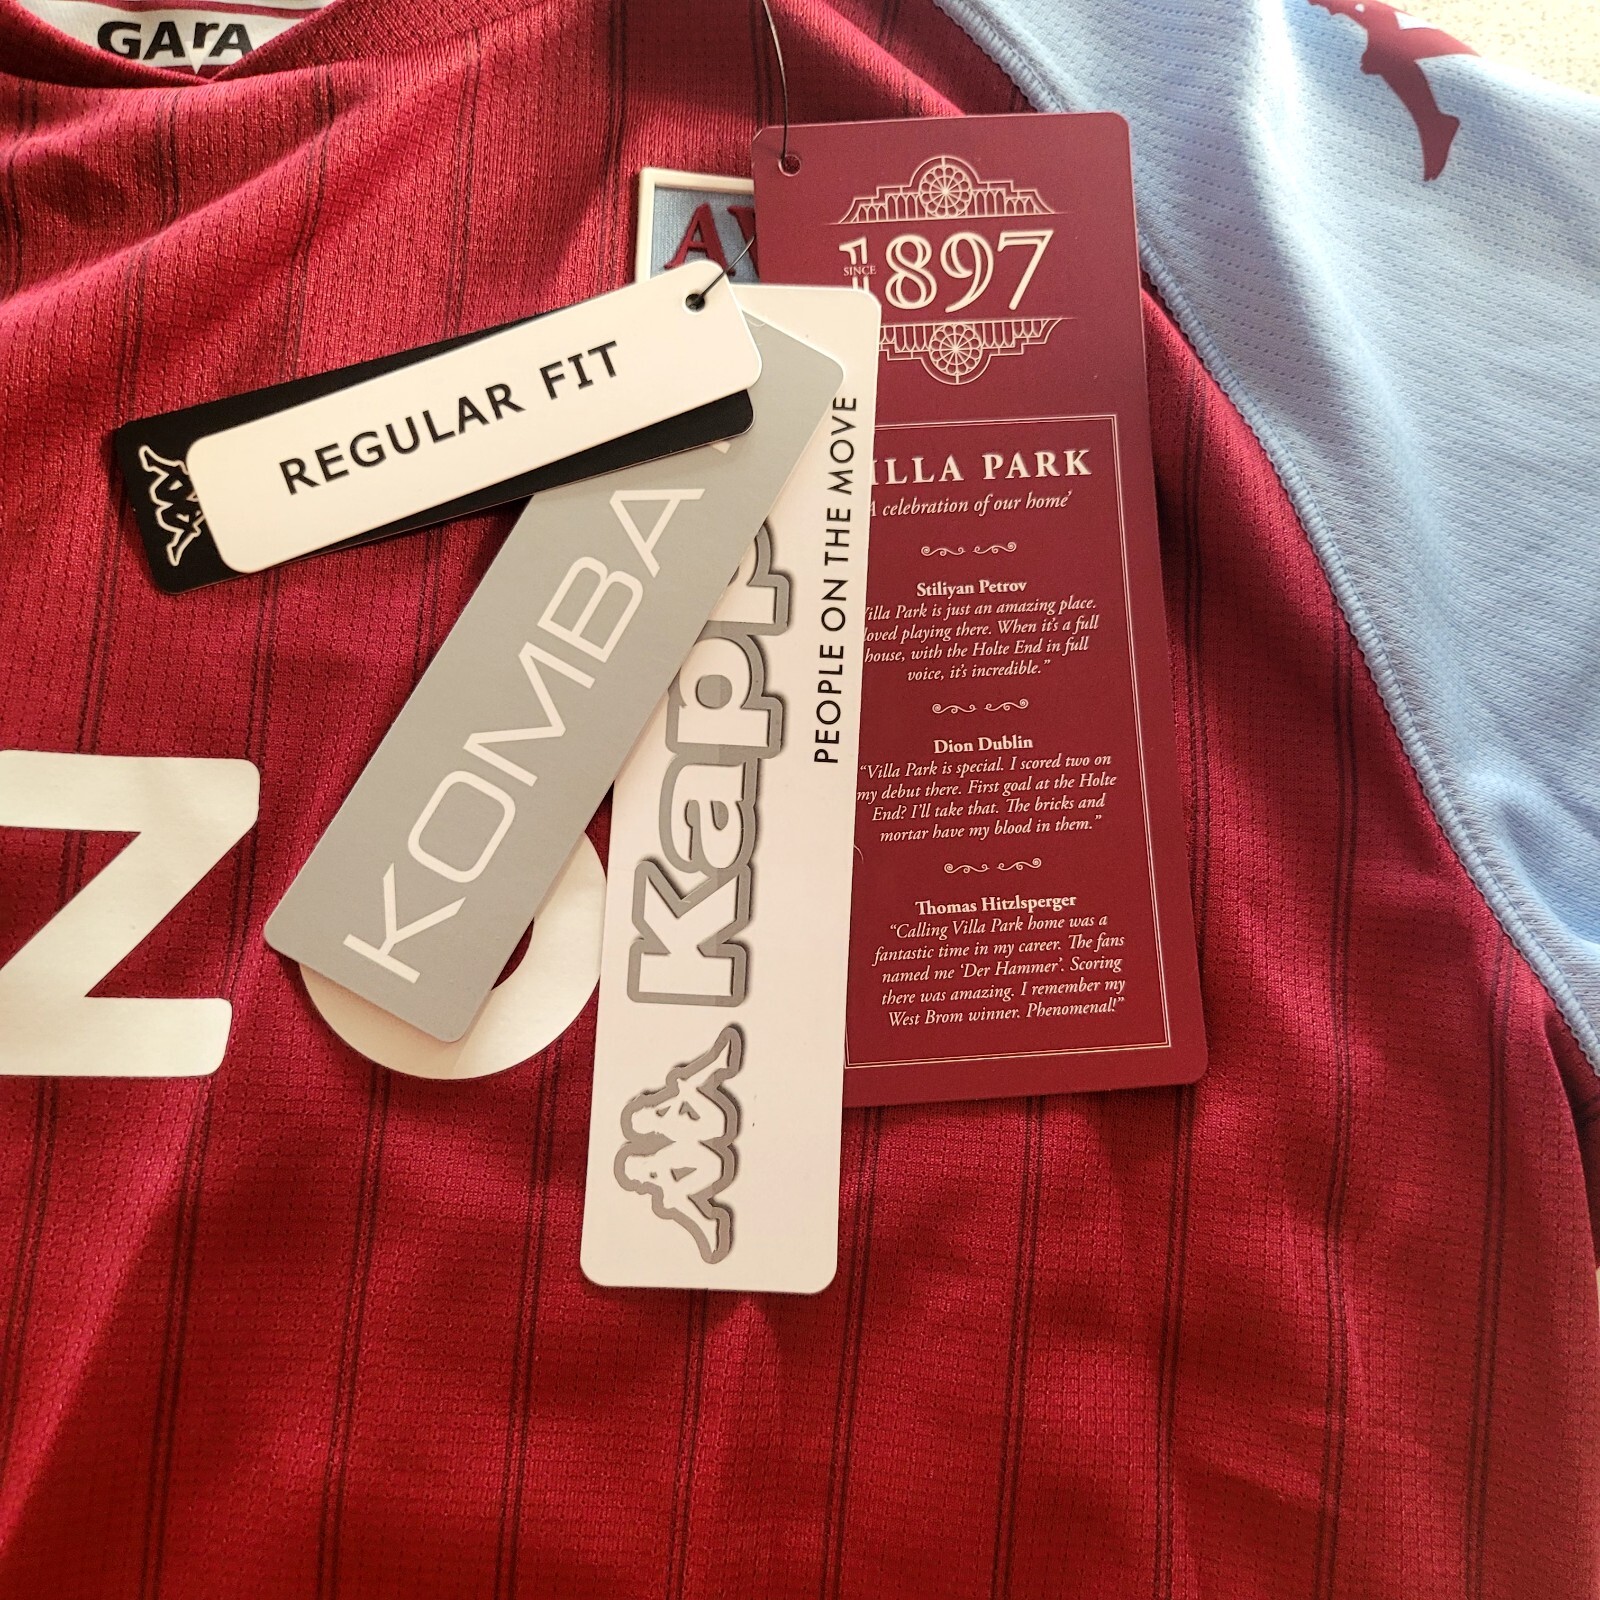 GArA
AV
REGULAR FIT
KOMBA
Kapp
PEOPLE ON THE MOVE
SINCE
1897
ILLA PARK
A celebration of our home'
Stiliyan Petrov
Villa Park is just an amazing place.
loved playing there. When it's a full
house, with the Holte End in full
voice, it's incredible."
Dion Dublin
"Villa Park is special. I scored two on
my debut there. First goal at the Holte
End? I'll take that. The bricks and
mortar have my blood in them."
Thomas Hitzlsperger
"Calling Villa Park home was a
fantastic time in my career. The fans
named me 'Der Hammer'. Scoring
there was amazing. I remember my
West Brom winner. Phenomenal!"
Z